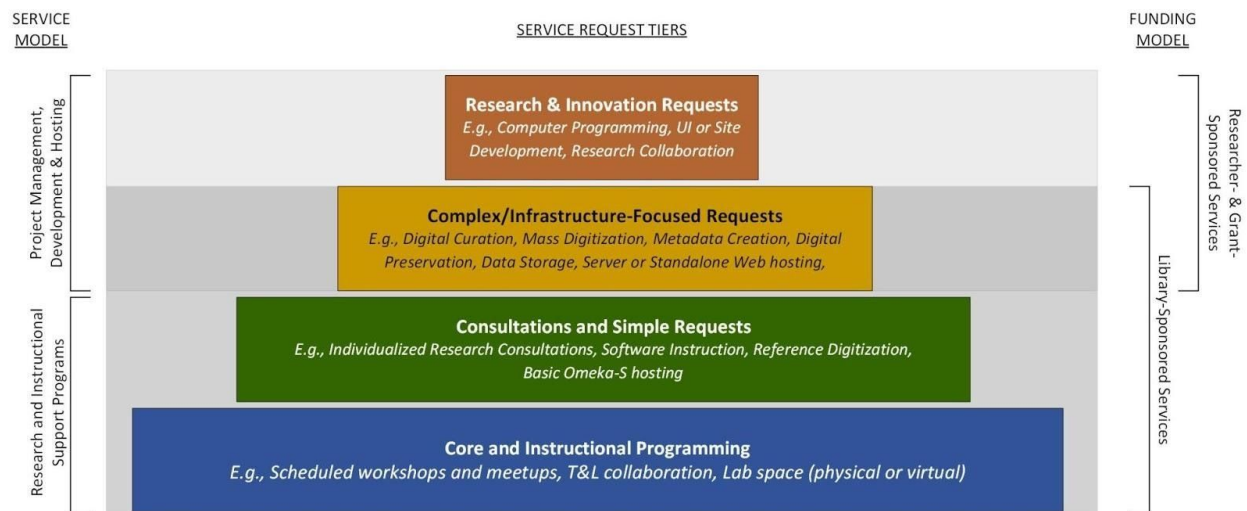 SERVICE
MODEL
SERVICE REQUEST TIERS
FUNDING
MODEL
Project Management,
Development & Hosting
Research and Instructional
Support Programs
Research & Innovation Requests
E.g., Computer Programming, UI or Site
Development, Research Collaboration
Complex/Infrastructure-Focused Requests
E.g., Digital Curation, Mass Digitization, Metadata Creation, Digital
Preservation, Data Storage, Server or Standalone Web hosting,
Consultations and Simple Requests
E.g., Individualized Research Consultations, Software Instruction, Reference Digitization,
Basic Omeka-S hosting
Core and Instructional Programming
E.g., Scheduled workshops and meetups, T&L collaboration, Lab space (physical or virtual)
Researcher- & Grant-
Sponsored Services
Library-Sponsored Services